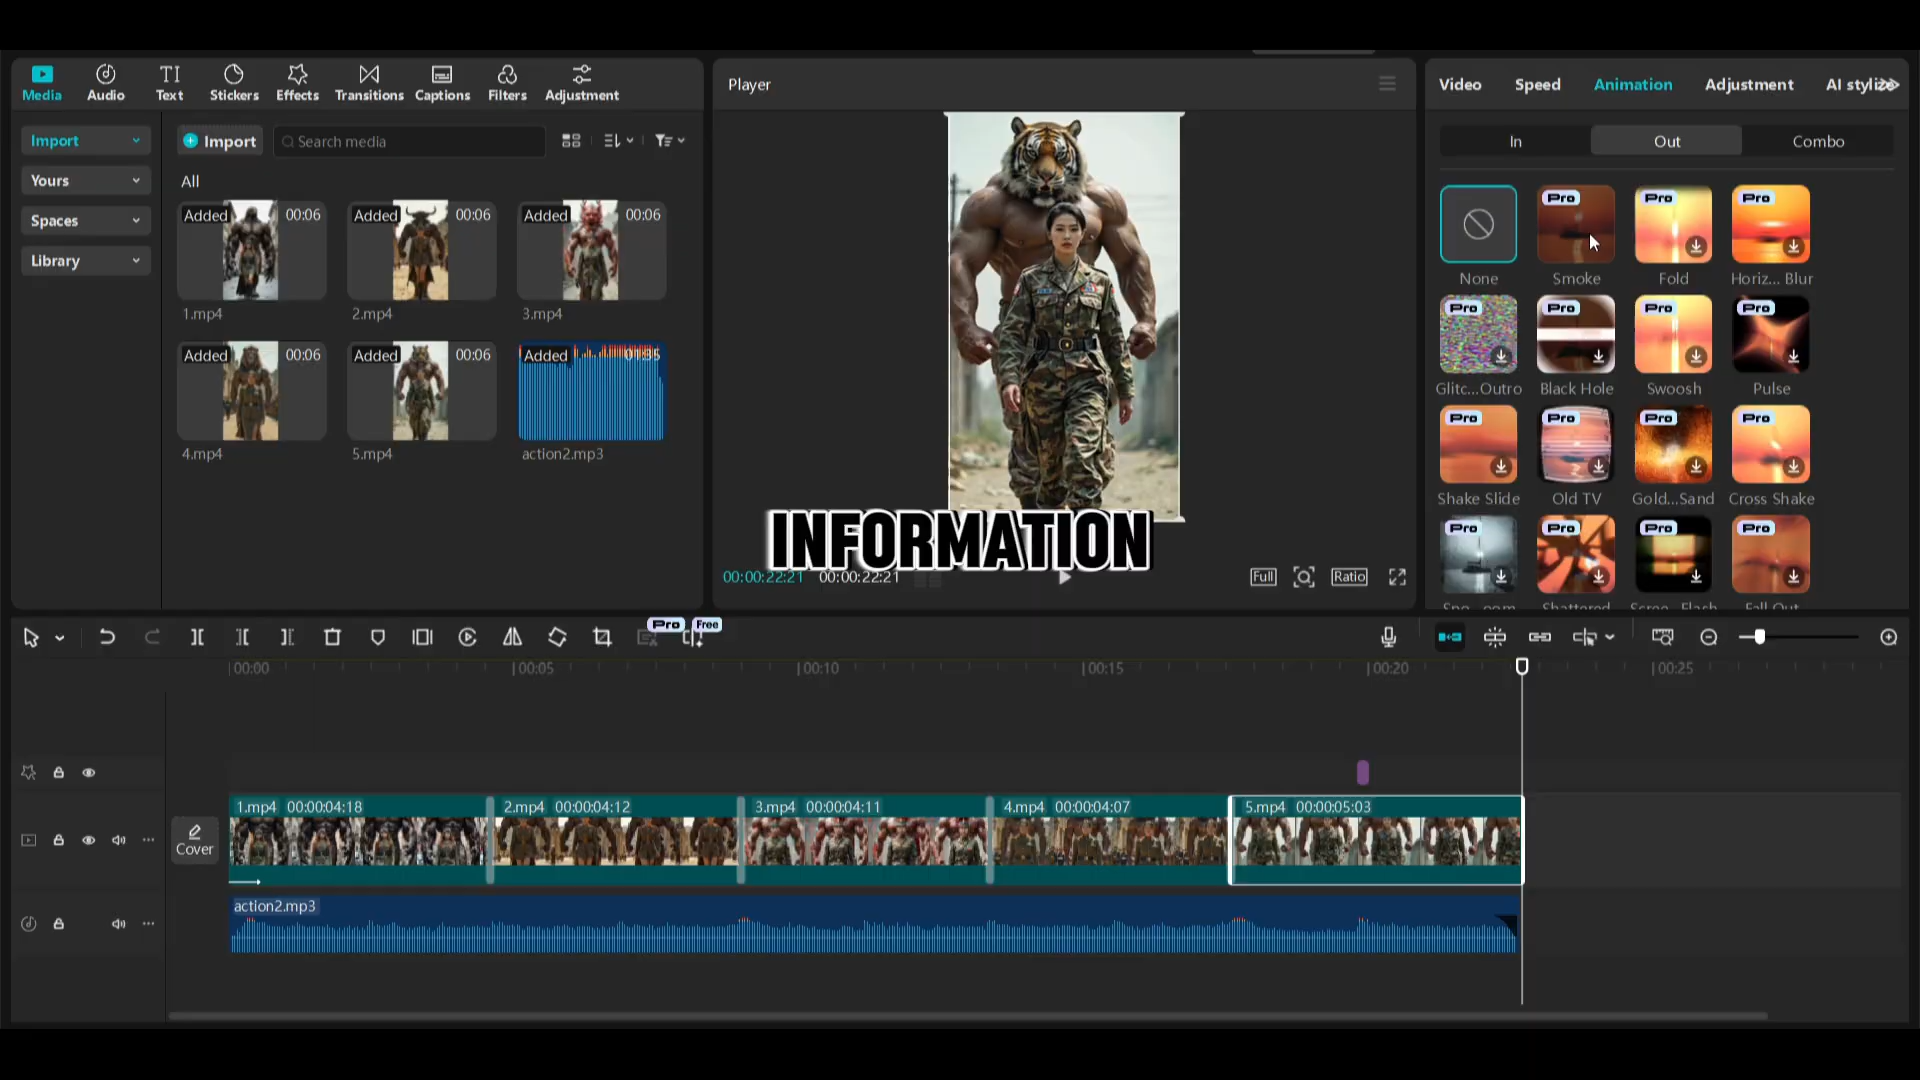 Media
Audio
Text
Stickers
Effects
Transitions
Captions
Filters
Adjustment
Import
Yours
Spaces
Library
Import
Search media
All
Added 00:06
Added 00:06
Added 00:06
1.mp4
2.mp4
3.mp4
Added 00:06
Added 00:06
Added 01:35
4.mp4
5.mp4
action2.mp3
Player
INFORMATION
00:00:22:21 00:00:22:21
Full
Ratio
Video
Speed
Animation
Adjustment
AI stylize
In
Out
Combo
Pro
Pro
Pro
None
Smoke
Fold
Horiz... Blur
Pro
Pro
Pro
Pro
Glitc...Outro
Black Hole
Swoosh
Pulse
Pro
Pro
Pro
Pro
Shake Slide
Old TV
Gold...Sand
Cross Shake
Pro
Pro
Pro
Pro
Shattered
Scree...Flash
Fall Out
Pro
Free
00:00
00:05
00:10
00:15
00:20
00:25
Cover
1.mp4 00:00:04:18
2.mp4 00:00:04:12
3.mp4 00:00:04:11
4.mp4 00:00:04:07
5.mp4 00:00:05:03
action2.mp3